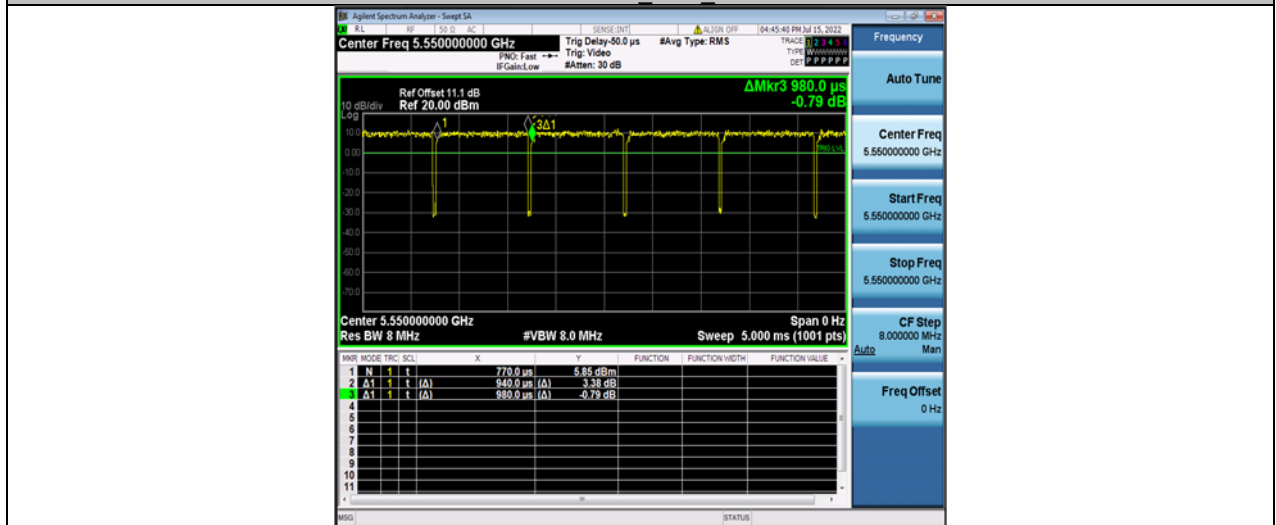 Agilent Spectrum Analyzer - Swept SA
RL RF 50 Ω AC SENSE:INT ALIGN OFF 04:45:40 PM Jul 15, 2022
Center Freq 5.550000000 GHz
PNO: Fast
IFGain:Low
Trig Delay-50.0 µs
Trig: Video
#Atten: 30 dB
#Avg Type: RMS
TRACE 1 2 3 4 5 6
TYPE
DET P P P P P P
Frequency
Auto Tune
Center Freq
5.550000000 GHz
Start Freq
5.550000000 GHz
Stop Freq
5.550000000 GHz
CF Step
8.000000 MHz
Auto Man
Freq Offset
0 Hz
ΔMkr3 980.0 µs
-0.79 dB
Ref Offset 11.1 dB
10 dB/div Ref 20.00 dBm
Log
1
3Δ1
TRIG LVL
10.0
0.00
-10.0
-20.0
-30.0
-40.0
-50.0
-60.0
-70.0
Center 5.550000000 GHz Span 0 Hz
Res BW 8 MHz #VBW 8.0 MHz Sweep 5.000 ms (1001 pts)
MKR MODE TRC SCL X Y FUNCTION FUNCTION WIDTH FUNCTION VALUE
1 N 1 t 770.0 µs 5.85 dBm
2 Δ1 1 t (Δ) 940.0 µs (Δ) 3.38 dB
3 Δ1 1 t (Δ) 980.0 µs (Δ) -0.79 dB
4
5
6
7
8
9
10
11
MSG STATUS